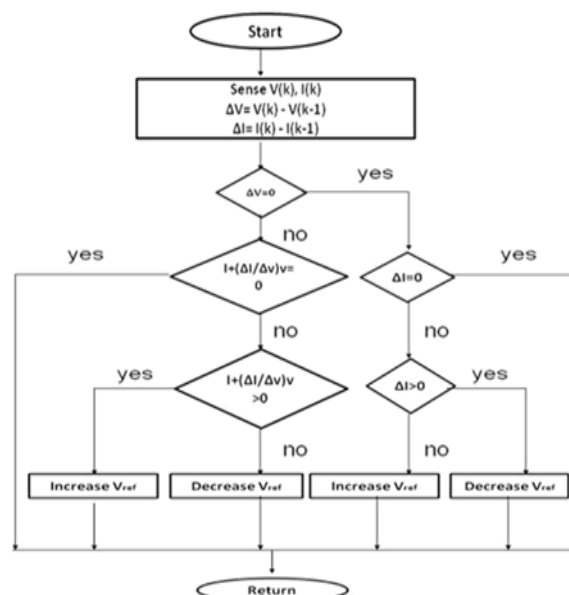 Start
Sense V(k), I(k)
ΔV= V(k) - V(k-1)
ΔI= I(k) - I(k-1)
ΔV=0
yes
no
yes
I+(ΔI/Δv)v=
0
ΔI=0
yes
no
no
yes
I+(ΔI/Δv)v
>0
ΔI>0
yes
no
no
Increase Vref
Decrease Vref
Increase Vref
Decrease Vref
Return